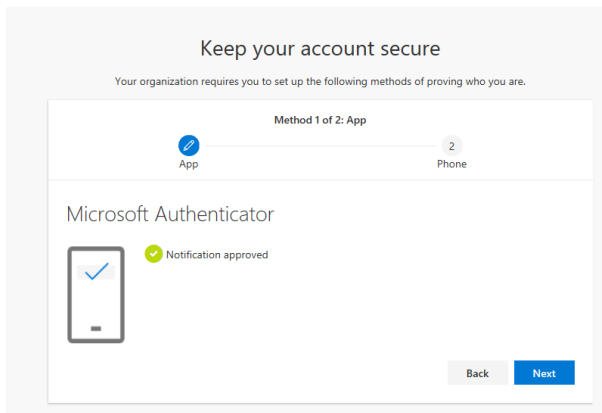 Keep your account secure
Your organization requires you to set up the following methods of proving who you are.
Method 1 of 2: App
2
App
Phone
Microsoft Authenticator
Notification approved
Back
Next